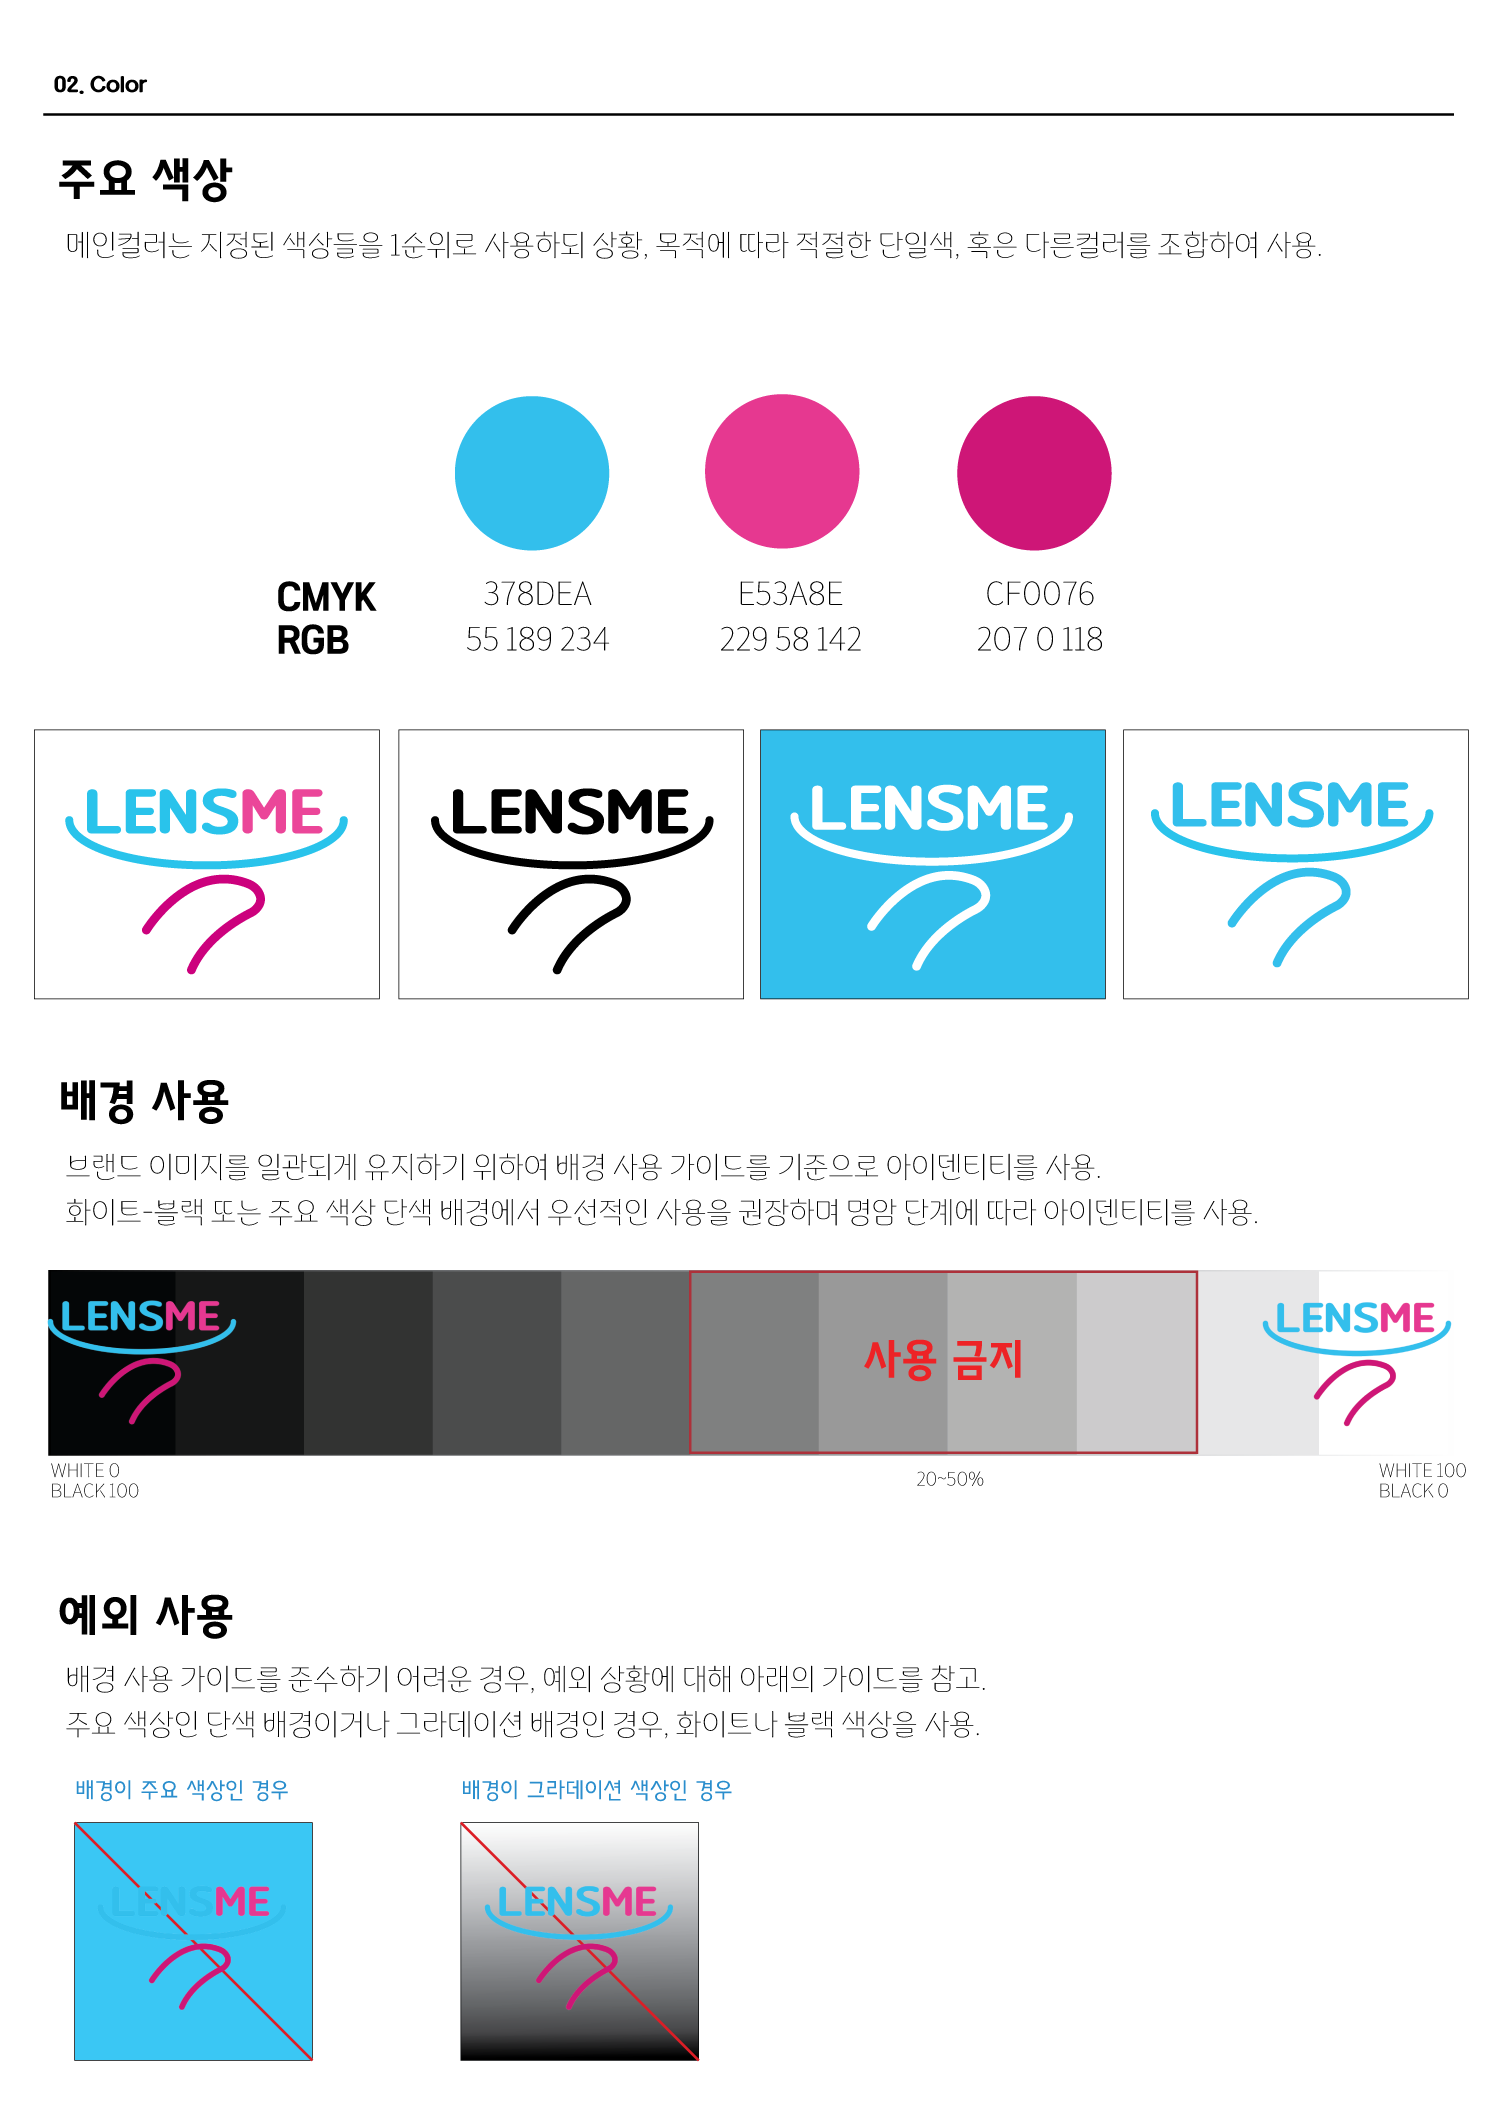 02. Color
주요 색상
메인컬러는 지정된 색상들을 1순위로 사용하되 상황, 목적에 따라 적절한 단일색, 혹은 다른컬러를 조합하여 사용.
CMYK 378DEA E53A8E CF0076
RGB 55 189 234 229 58 142 207 0 118
LENSME LENSME LENSME LENSME
배경 사용
브랜드 이미지를 일관되게 유지하기 위하여 배경 사용 가이드를 기준으로 아이덴티티를 사용.
화이트-블랙 또는 주요 색상 단색 배경에서 우선적인 사용을 권장하며 명암 단계에 따라 아이덴티티를 사용.
LENSME 사용 금지 LENSME
WHITE 0 20~50% WHITE 100
BLACK 100 BLACK 0
예외 사용
배경 사용 가이드를 준수하기 어려운 경우, 예외 상황에 대해 아래의 가이드를 참고.
주요 색상인 단색 배경이거나 그라데이션 배경인 경우, 화이트나 블랙 색상을 사용.
배경이 주요 색상인 경우 배경이 그라데이션 색상인 경우
LENSME LENSME